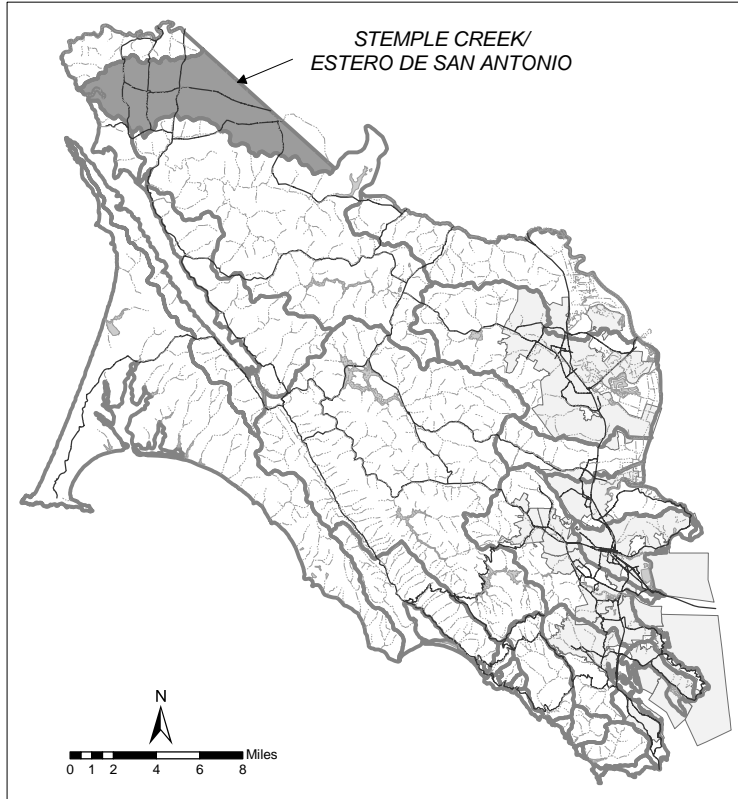 STEMPLE CREEK/
ESTERO DE SAN ANTONIO
N
Miles
0 1 2 4 6 8